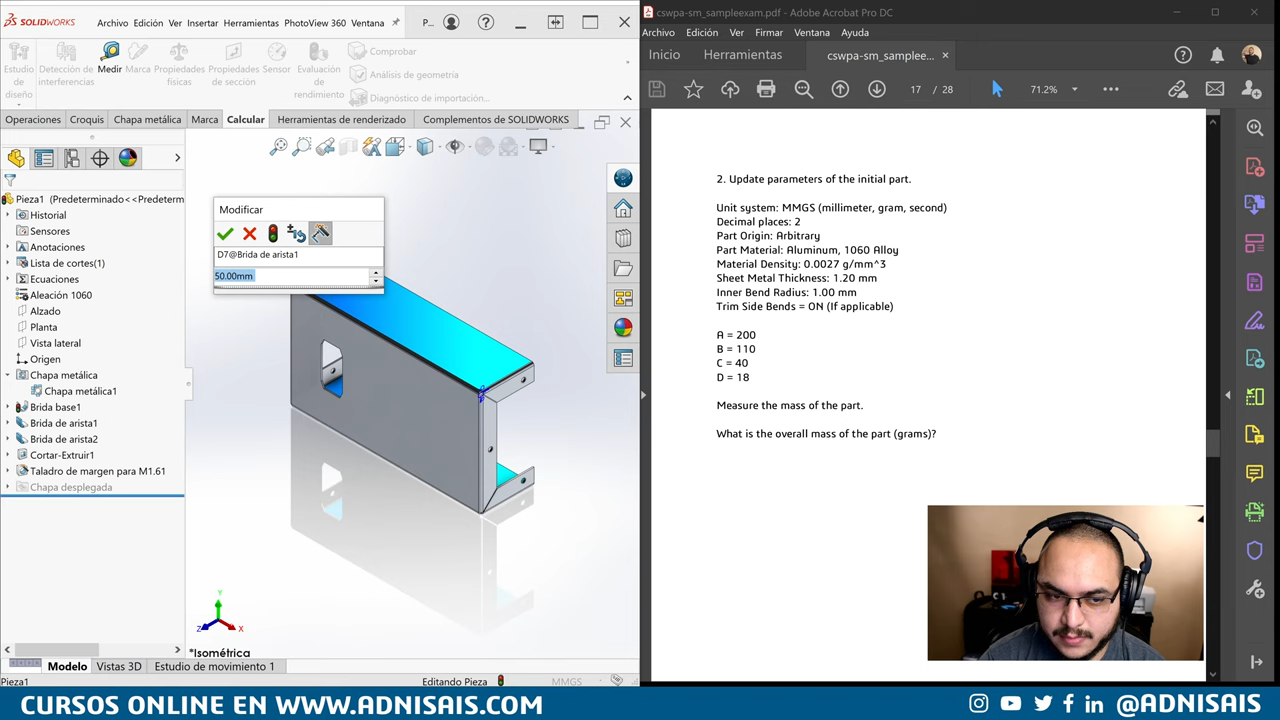 SOLIDWORKS
Archivo Edición Ver Insertar Herramientas PhotoView 360 Ventana
P...
Estudio de diseño
Detección de interferencias
Medir
Marca
Propiedades físicas
Propiedades de sección
Sensor
Evaluación de rendimiento
Comprobar
Análisis de geometría
Diagnóstico de importación...
Operaciones Croquis Chapa metálica Marca Calcular Herramientas de renderizado Complementos de SOLIDWORKS
Pieza1 (Predeterminado<<Predeterm
Historial
Sensores
Anotaciones
Lista de cortes(1)
Ecuaciones
Aleación 1060
Alzado
Planta
Vista lateral
Origen
Chapa metálica
Chapa metálica1
Brida base1
Brida de arista1
Brida de arista2
Cortar-Extruir1
Taladro de margen para M1.61
Chapa desplegada
Modificar
D7@Brida de arista1
50.00mm
Y
Z
X
*Isométrica
Modelo Vistas 3D Estudio de movimiento 1
Pieza1
Editando Pieza
MMGS
cswpa-sm_sampleexam.pdf - Adobe Acrobat Pro DC
Archivo Edición Ver Firmar Ventana Ayuda
Inicio Herramientas cswpa-sm_samplee...
17 / 28
71.2%
2. Update parameters of the initial part.
Unit system: MMGS (millimeter, gram, second)
Decimal places: 2
Part Origin: Arbitrary
Part Material: Aluminum, 1060 Alloy
Material Density: 0.0027 g/mm^3
Sheet Metal Thickness: 1.20 mm
Inner Bend Radius: 1.00 mm
Trim Side Bends = ON (If applicable)
A = 200
B = 110
C = 40
D = 18
Measure the mass of the part.
What is the overall mass of the part (grams)?
CURSOS ONLINE EN WWW.ADNISAIS.COM
@ADNISAIS